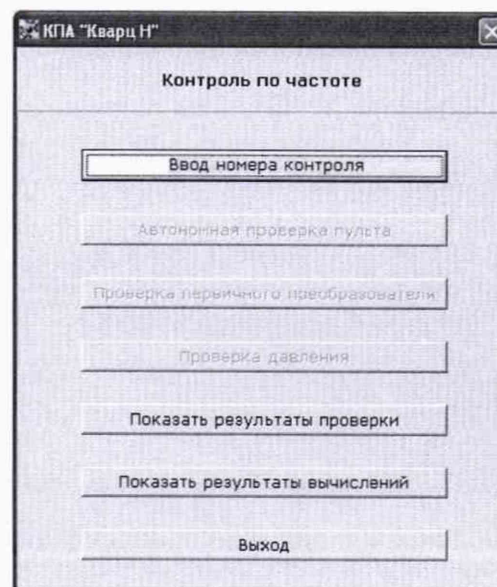 КПА "Кварц Н"
Контроль по частоте
Ввод номера контроля
Автономная проверка пульта
Проверка первичного преобразователя
Проверка давления
Показать результаты проверки
Показать результаты вычислений
Выход